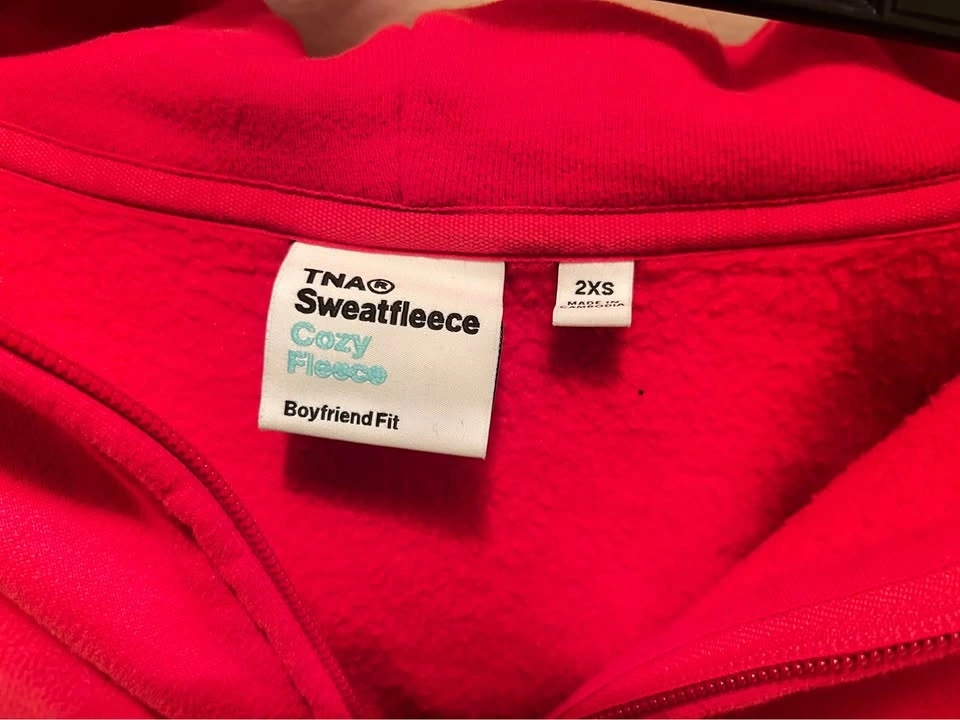 TNA®
Sweatfleece
Cozy
Fleece
Boyfriend Fit
2XS
MADE IN
CAMBODIA